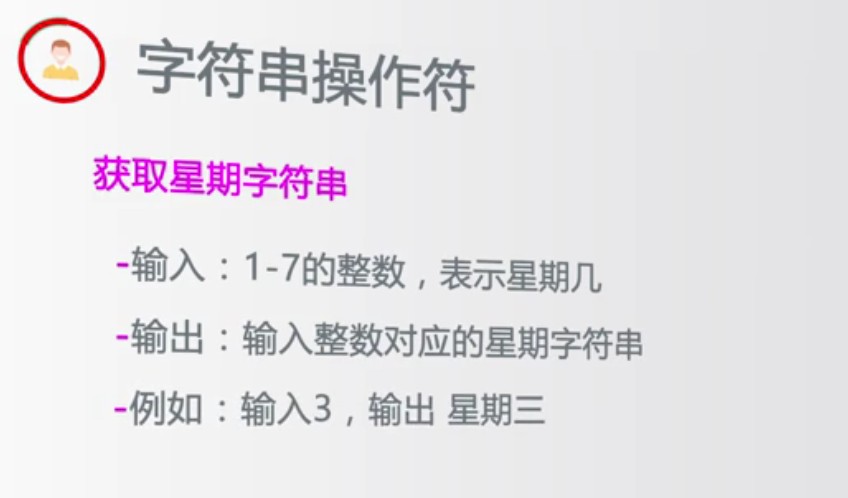 字符串操作符
获取星期字符串
-输入：1-7的整数，表示星期几
-输出：输入整数对应的星期字符串
-例如：输入3，输出 星期三